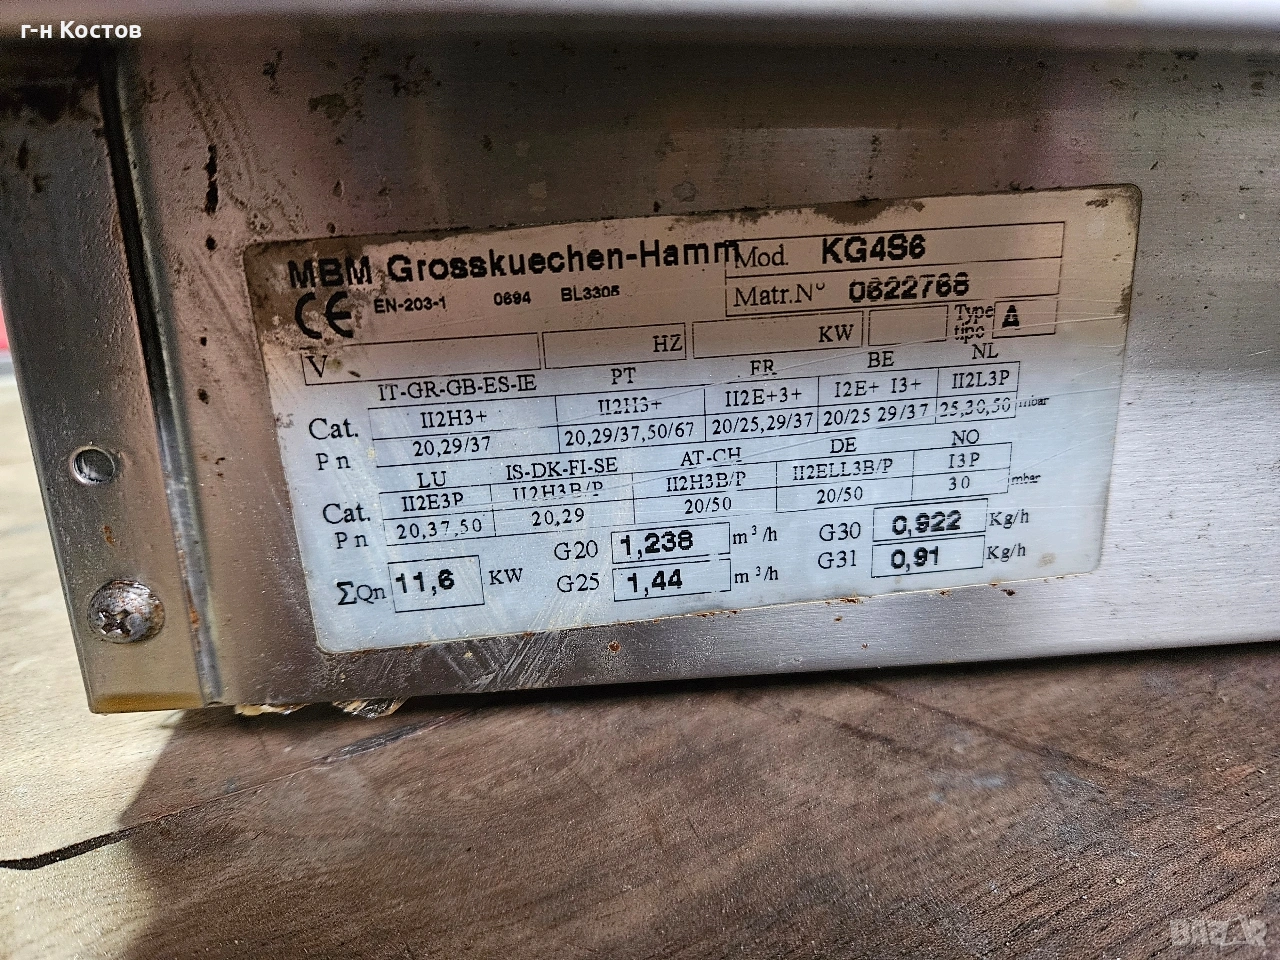 г-н Костов
MBM Grosskuechen-Hamm
Mod. KG4S6
CE EN-203-1 0694 BL3305
Matr.N° 0622768
V HZ KW Type tipo A
IT-GR-GB-ES-IE PT FR BE NL
Cat. II2H3+ II2H3+ II2E+3+ I2E+ I3+ II2L3P
Pn 20,29/37 20,29/37,50/67 20/25,29/37 20/25 29/37 25,30,50 mbar
LU IS-DK-FI-SE AT-CH DE NO
Cat. II2E3P II2H3B/P II2H3B/P II2ELL3B/P I3P
Pn 20,37,50 20,29 20/50 20/50 30 mbar
ΣQn 11,6 KW G20 1,238 m³/h G30 0,922 Kg/h
G25 1,44 m³/h G31 0,91 Kg/h
BAZAR